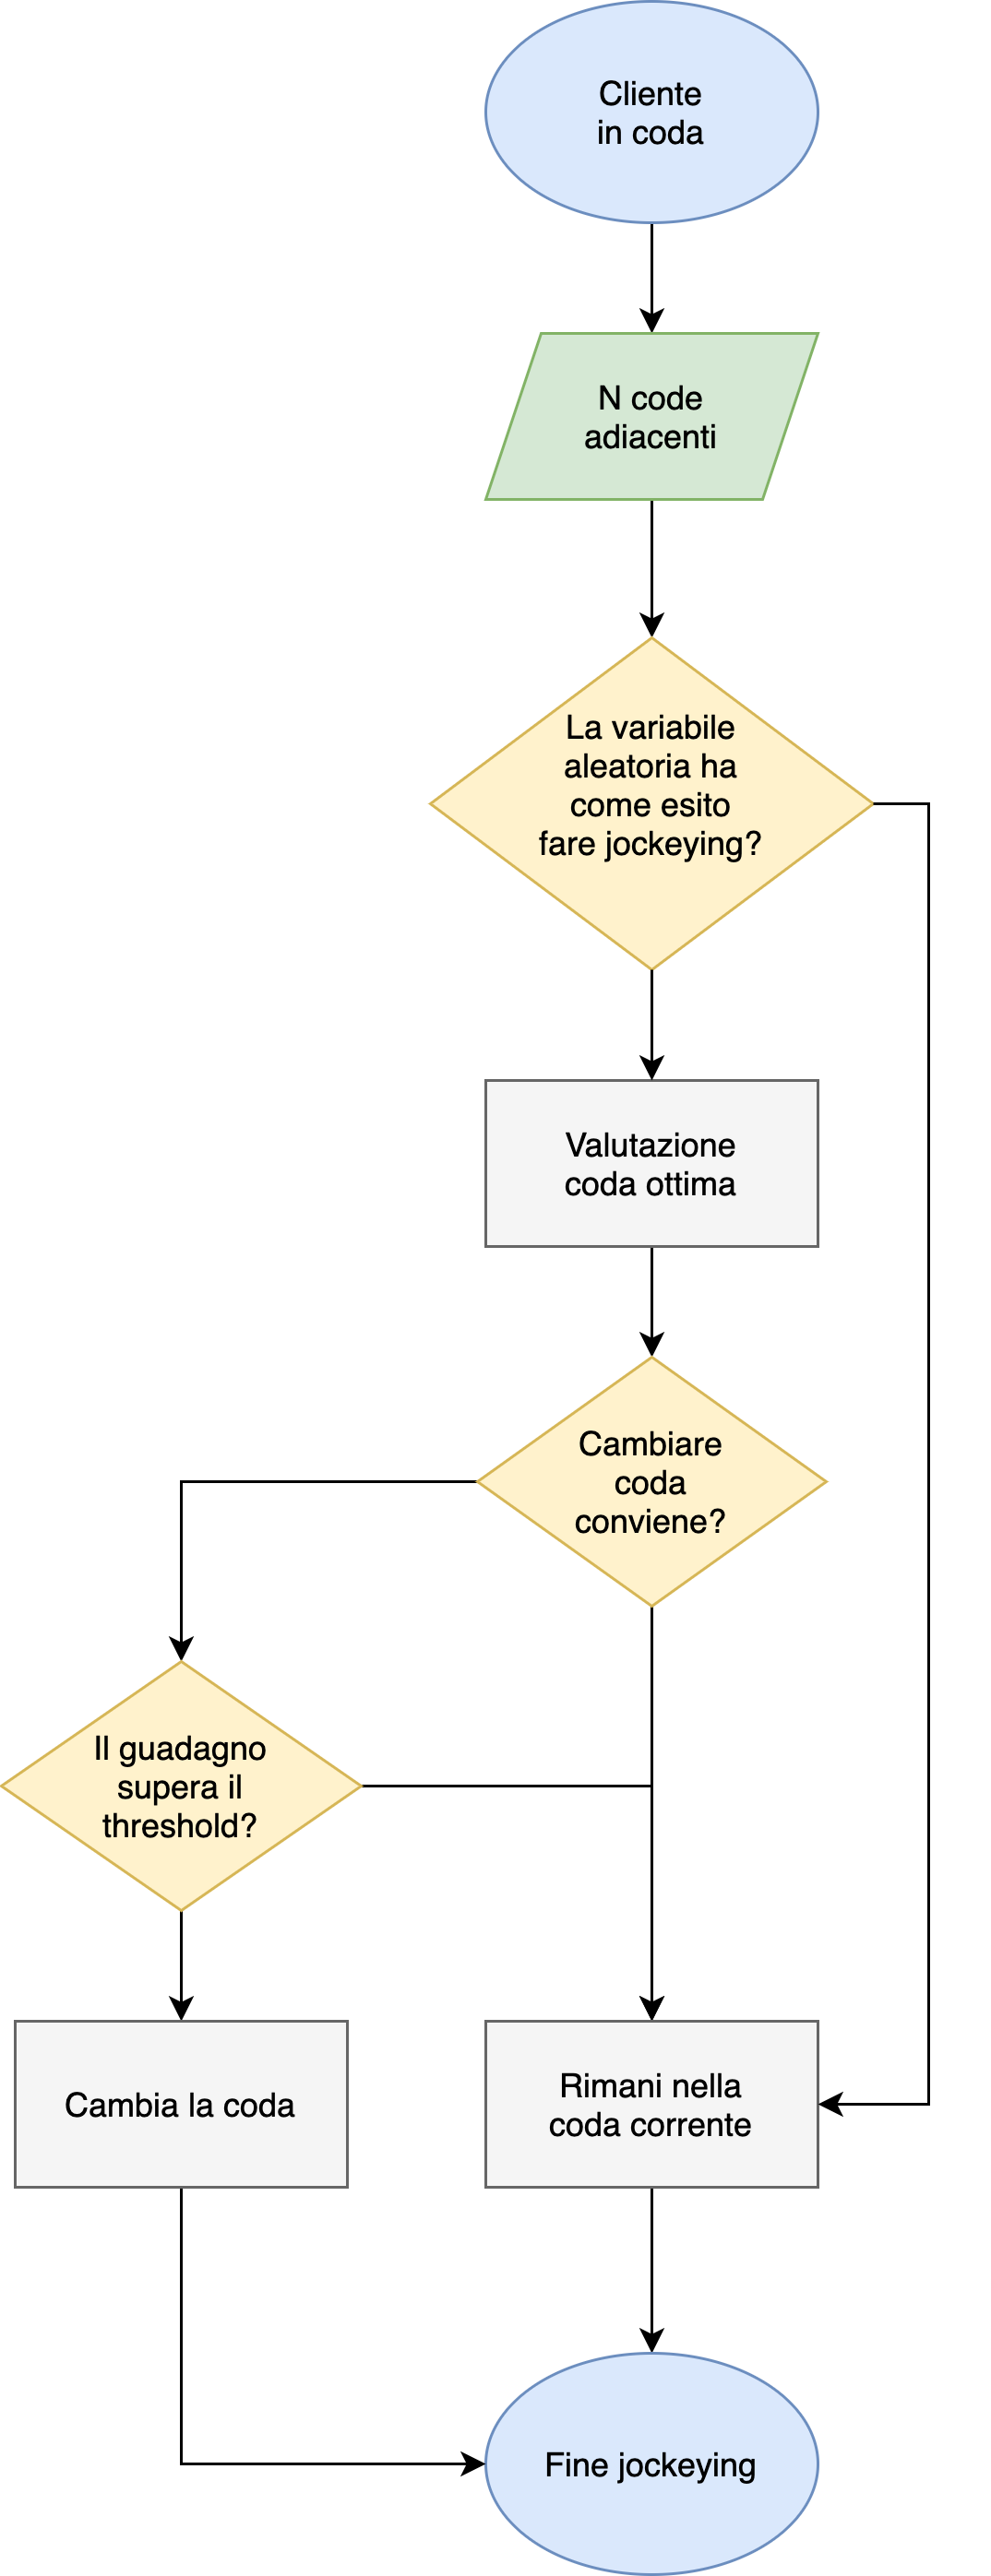 Cliente
in coda
N code
adiacenti
La variabile
aleatoria ha
come esito
fare jockeying?
Valutazione
coda ottima
Cambiare
coda
conviene?
Il guadagno
supera il
threshold?
Cambia la coda
Rimani nella
coda corrente
Fine jockeying